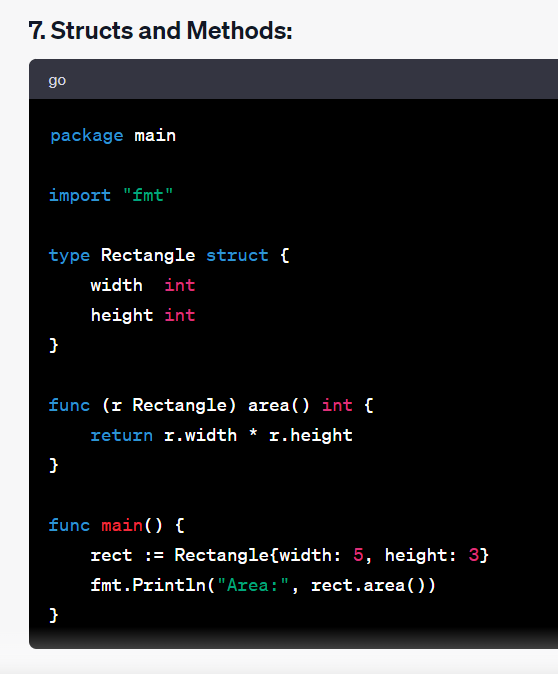 7. Structs and Methods:
go
package main
import "fmt"
type Rectangle struct {
    width  int
    height int
}
func (r Rectangle) area() int {
    return r.width * r.height
}
func main() {
    rect := Rectangle{width: 5, height: 3}
    fmt.Println("Area:", rect.area())
}